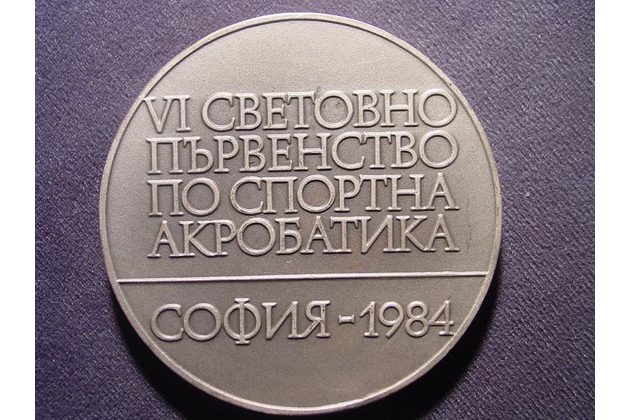 VI СВЕТОВНО
ПЪРВЕНСТВО
ПО СПОРТНА
АКРОБАТИКА
СОФИЯ - 1984